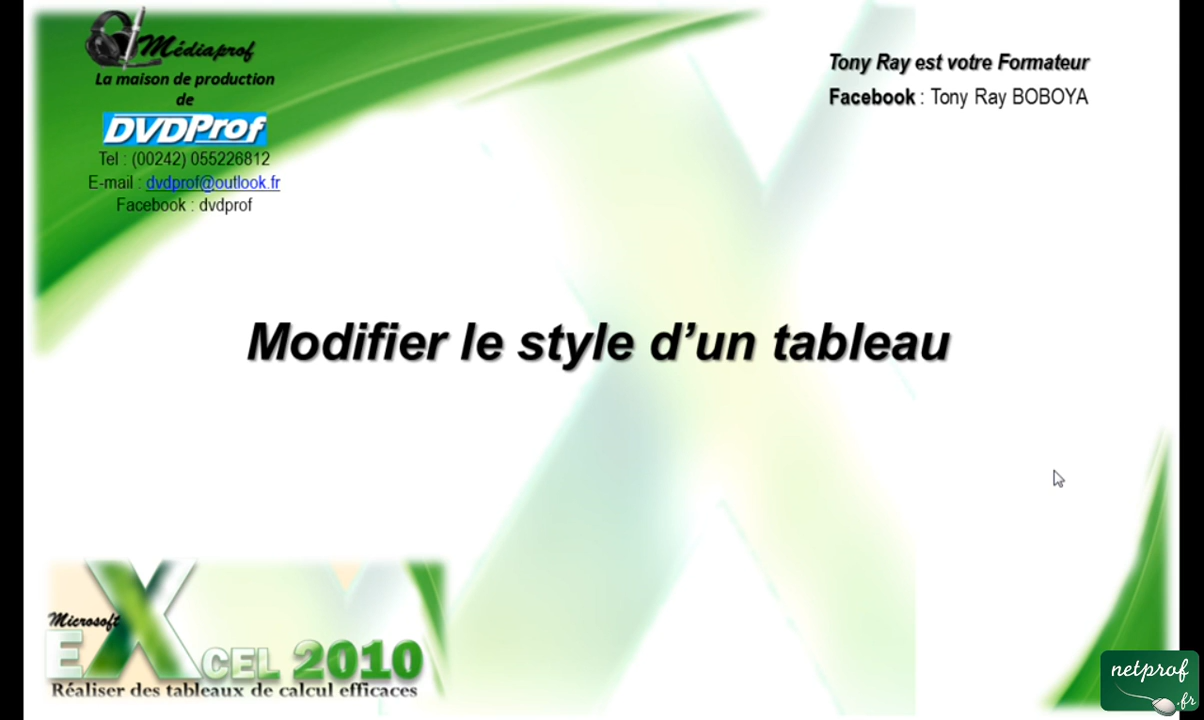 Médiaprof
La maison de production
de
DVDProf
Tel : (00242) 055226812
E-mail : dvdprof@outlook.fr
Facebook : dvdprof
Tony Ray est votre Formateur
Facebook : Tony Ray BOBOYA
Modifier le style d’un tableau
Microsoft
EXCEL 2010
Réaliser des tableaux de calcul efficaces
netprof
.fr